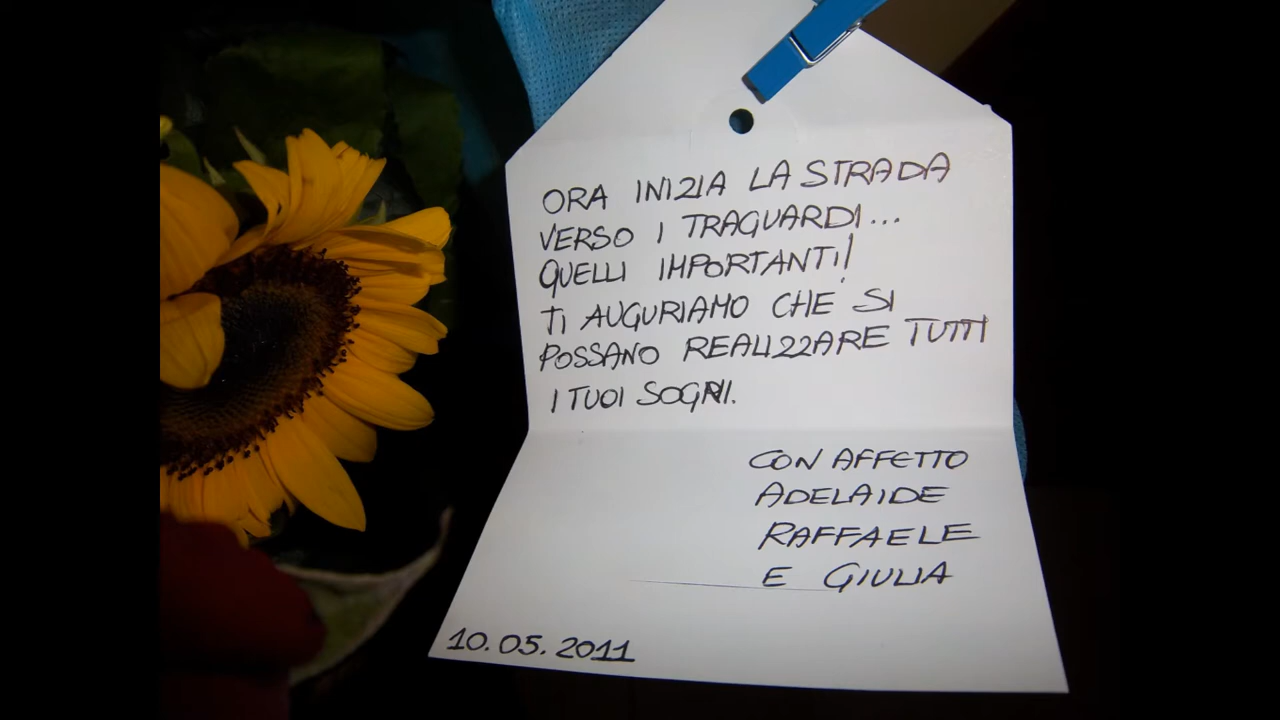 ORA INIZIA LA STRADA
VERSO I TRAGUARDI...
QUELLI IMPORTANTI!
TI AUGURIAMO CHE' SI
POSSANO REALIZZARE TUTTI
I TUOI SOGNI.
CON AFFETTO
ADELAIDE
RAFFAELE
E GIULIA
10.05.2011